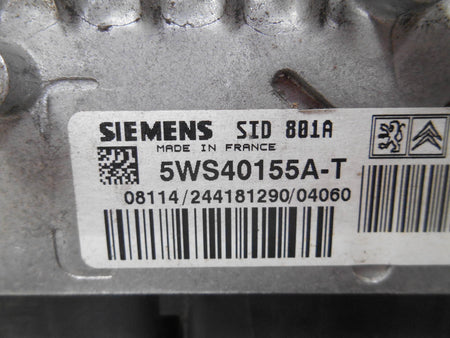 SIEMENS SID 801A
MADE IN FRANCE
5WS40155A-T
08114/244181290/04060